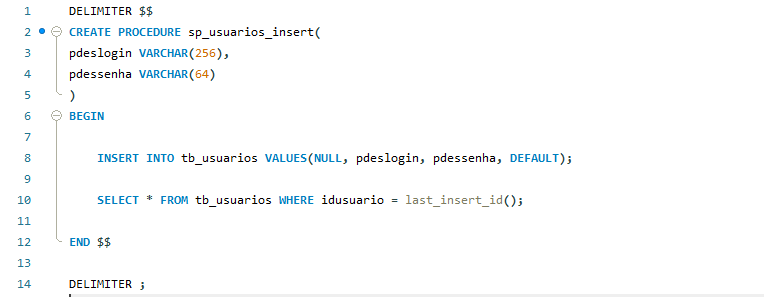 1 DELIMITER $$
2 CREATE PROCEDURE sp_usuarios_insert(
3 pdeslogin VARCHAR(256),
4 pdessenha VARCHAR(64)
5 )
6 BEGIN
7
8 INSERT INTO tb_usuarios VALUES(NULL, pdeslogin, pdessenha, DEFAULT);
9
10 SELECT * FROM tb_usuarios WHERE idusuario = last_insert_id();
11
12 END $$
13
14 DELIMITER ;